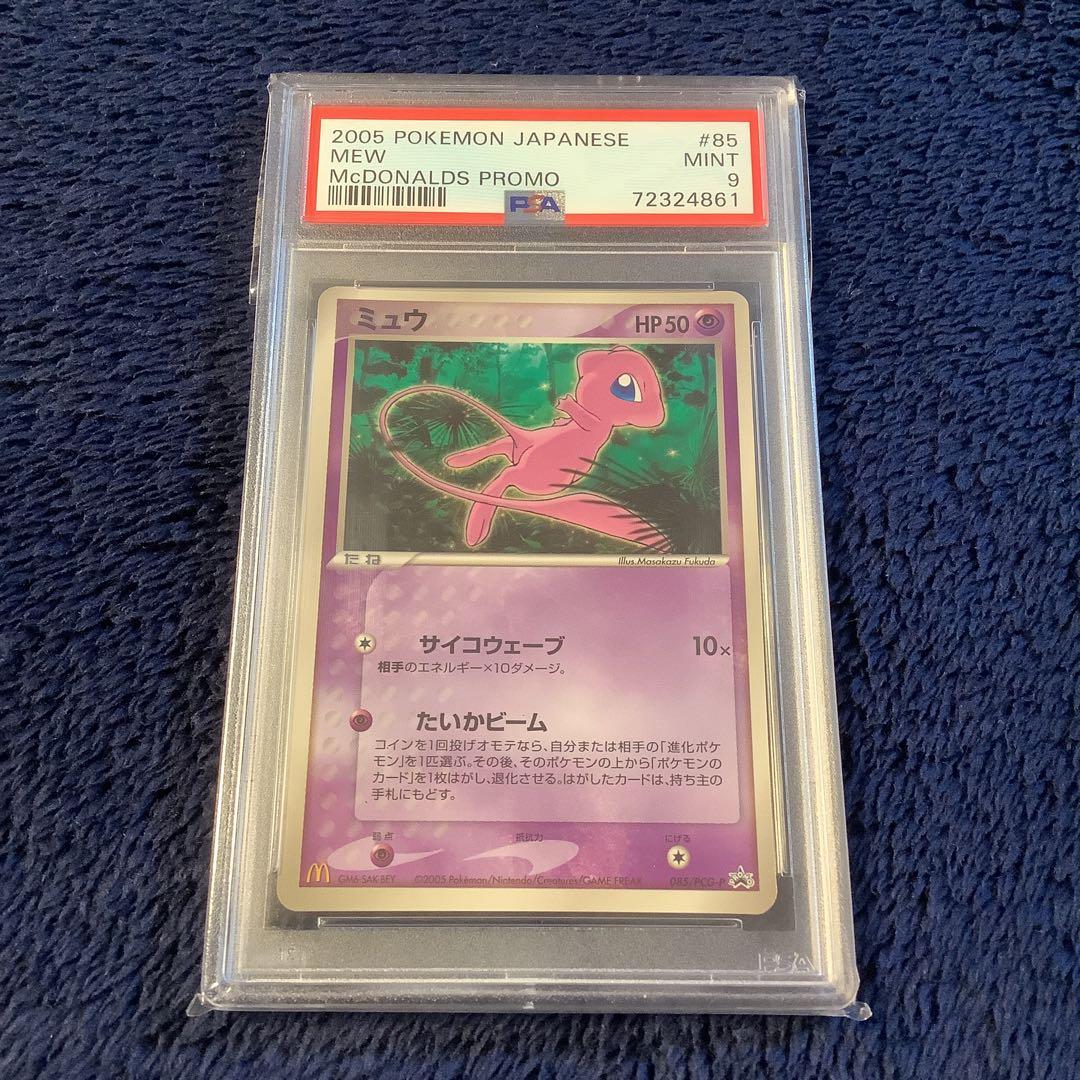 2005 POKEMON JAPANESE #85
MEW MINT
McDONALDS PROMO 9
PSA 72324861
ミュウ HP50
たね Illus.Masakazu Fukuda
サイコウェーブ 10×
相手のエネルギー×10ダメージ。
たいかビーム
コインを1回投げオモテなら、自分または相手の「進化ポケ
モン」を1匹選ぶ。その後、そのポケモンの上から「ポケモンの
カード」を1枚はがし、退化させる。はがしたカードは、持ち主の
手札にもどす。
弱点 抵抗力 にげる
GM6-SAK-BEY ©2005 Pokémon/Nintendo/Creatures/GAME FREAK 085/PCG-P
PSA